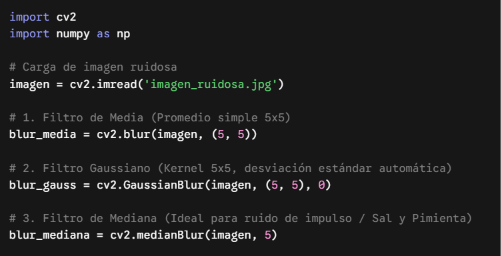 import cv2
import numpy as np
# Carga de imagen ruidosa
imagen = cv2.imread('imagen_ruidosa.jpg')
# 1. Filtro de Media (Promedio simple 5x5)
blur_media = cv2.blur(imagen, (5, 5))
# 2. Filtro Gaussiano (Kernel 5x5, desviación estándar automática)
blur_gauss = cv2.GaussianBlur(imagen, (5, 5), 0)
# 3. Filtro de Mediana (Ideal para ruido de impulso / Sal y Pimienta)
blur_mediana = cv2.medianBlur(imagen, 5)